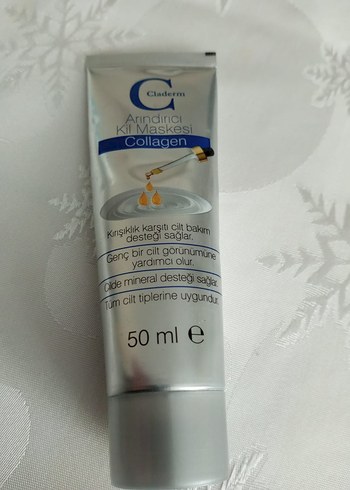 C
Claderm
Arındırıcı
Kil Maskesi
Collagen
Kırışıklık karşıtı cilt bakım
desteği sağlar.
Genç bir cilt görünümüne
yardımcı olur.
Cilde mineral desteği sağlar.
Tüm cilt tiplerine uygundur.
50 ml ℮